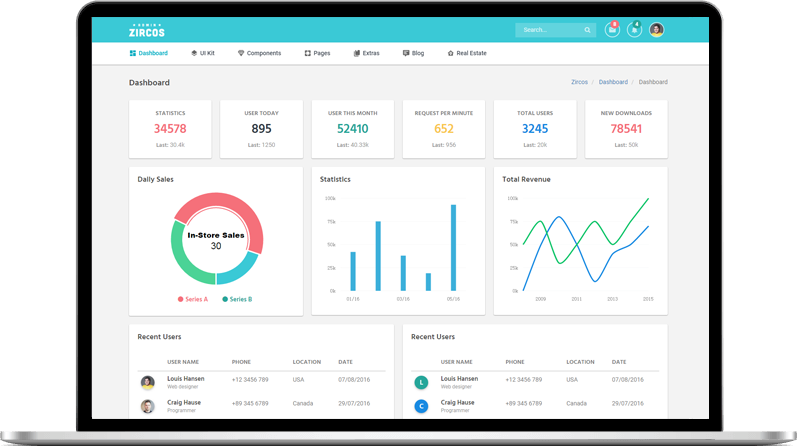 ADMIN
ZIRCOS
Search...
8
4
Dashboard
UI Kit
Components
Pages
Extras
Blog
Real Estate
Dashboard
Zircos / Dashboard / Dashboard
STATISTICS
34578
Last: 30.4k
USER TODAY
895
Last: 1250
USER THIS MONTH
52410
Last: 40.33k
REQUEST PER MINUTE
652
Last: 956
TOTAL USERS
3245
Last: 20k
NEW DOWNLOADS
78541
Last: 50k
Daily Sales
In-Store Sales
30
Series A
Series B
Statistics
100k
75k
50k
25k
0k
01/16
03/16
05/16
Total Revenue
100k
75k
50k
25k
0k
2009
2011
2013
2015
Recent Users
USER NAME PHONE LOCATION DATE
Louis Hansen +12 3456 789 USA 07/08/2016
Web designer
Craig Hause +89 345 6789 Canada 29/07/2016
Programmer
Recent Users
USER NAME PHONE LOCATION DATE
L Louis Hansen +12 3456 789 USA 07/08/2016
Web designer
C Craig Hause +89 345 6789 Canada 29/07/2016
Programmer